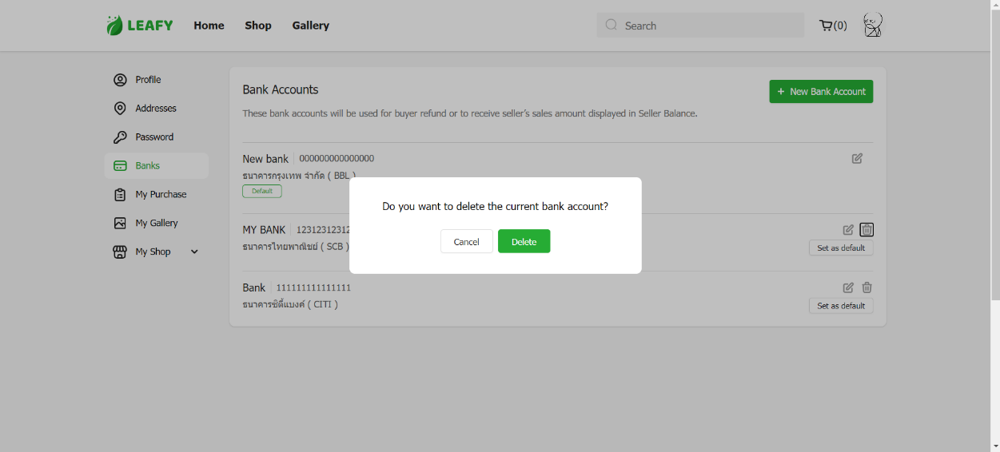 LEAFY Home Shop Gallery Search (0)
Profile
Addresses
Password
Banks
My Purchase
My Gallery
My Shop
Bank Accounts
+ New Bank Account
These bank accounts will be used for buyer refund or to receive seller's sales amount displayed in Seller Balance.
New bank 000000000000000
ธนาคารกรุงเทพ จำกัด ( BBL )
Default
Do you want to delete the current bank account?
Cancel Delete
MY BANK 12312312312
ธนาคารไทยพาณิชย์ ( SCB )
Set as default
Bank 111111111111111
ธนาคารซิตี้แบงค์ ( CITI )
Set as default